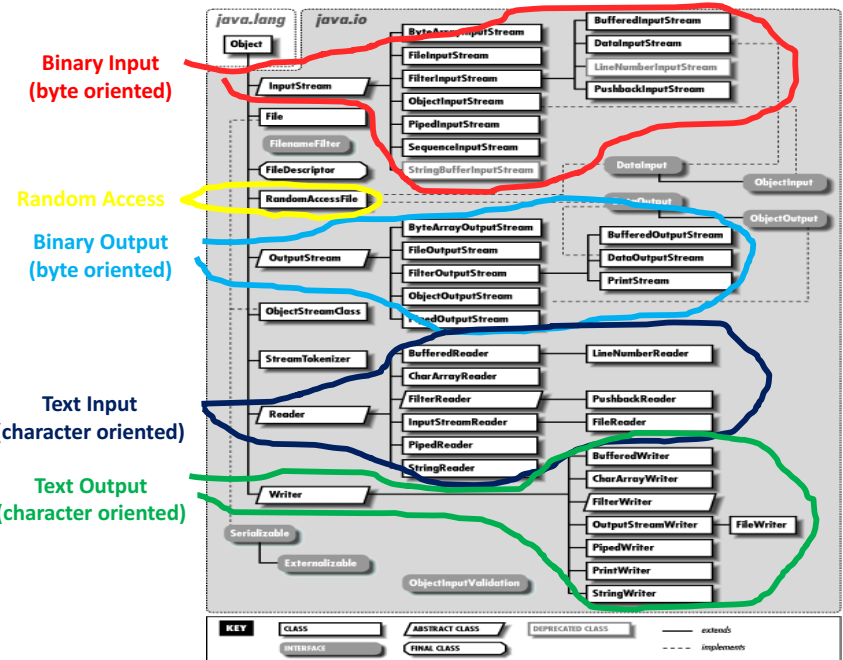 java.lang
java.io
Object
Binary Input
(byte oriented)
InputStream
ByteArrayInputStream
FileInputStream
FilterInputStream
ObjectInputStream
PipedInputStream
SequenceInputStream
StringBufferInputStream
BufferedInputStream
DataInputStream
LineNumberInputStream
PushbackInputStream
File
FilenameFilter
FileDescriptor
DataInput
ObjectInput
Random Access
RandomAccessFile
ObjectOutput
Binary Output
(byte oriented)
OutputStream
ByteArrayOutputStream
FileOutputStream
FilterOutputStream
ObjectOutputStream
PipedOutputStream
BufferedOutputStream
DataOutputStream
PrintStream
ObjectStreamClass
StreamTokenizer
Text Input
(character oriented)
Reader
BufferedReader
CharArrayReader
FilterReader
InputStreamReader
PipedReader
StringReader
LineNumberReader
PushbackReader
FileReader
Text Output
(character oriented)
Writer
BufferedWriter
CharArrayWriter
FilterWriter
OutputStreamWriter
FileWriter
PipedWriter
PrintWriter
StringWriter
Serializable
Externalizable
ObjectInputValidation
KEY
CLASS
ABSTRACT CLASS
DEPRECATED CLASS
extends
INTERFACE
FINAL CLASS
implements